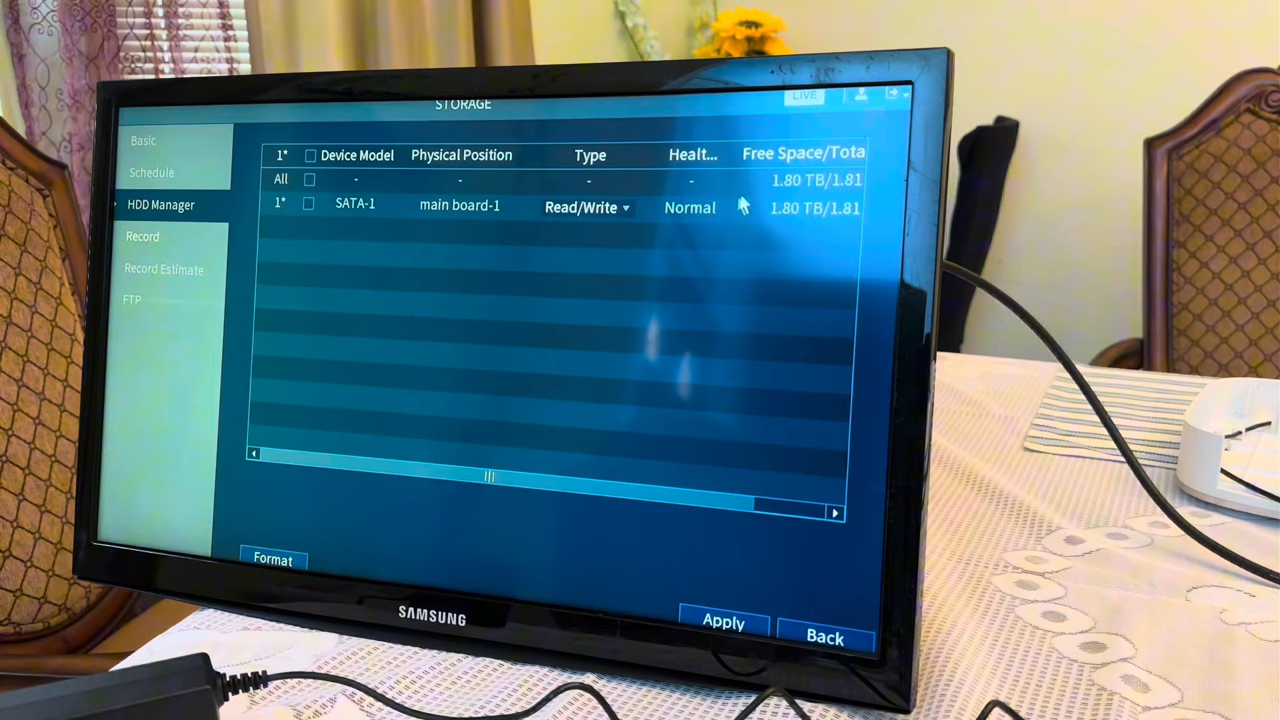 STORAGE
LIVE
Basic
Schedule
HDD Manager
Record
Record Estimate
FTP
1* Device Model Physical Position Type Healt... Free Space/Tota
All - - - - 1.80 TB/1.81
1* SATA-1 main board-1 Read/Write Normal 1.80 TB/1.81
Format
Apply
Back
SAMSUNG